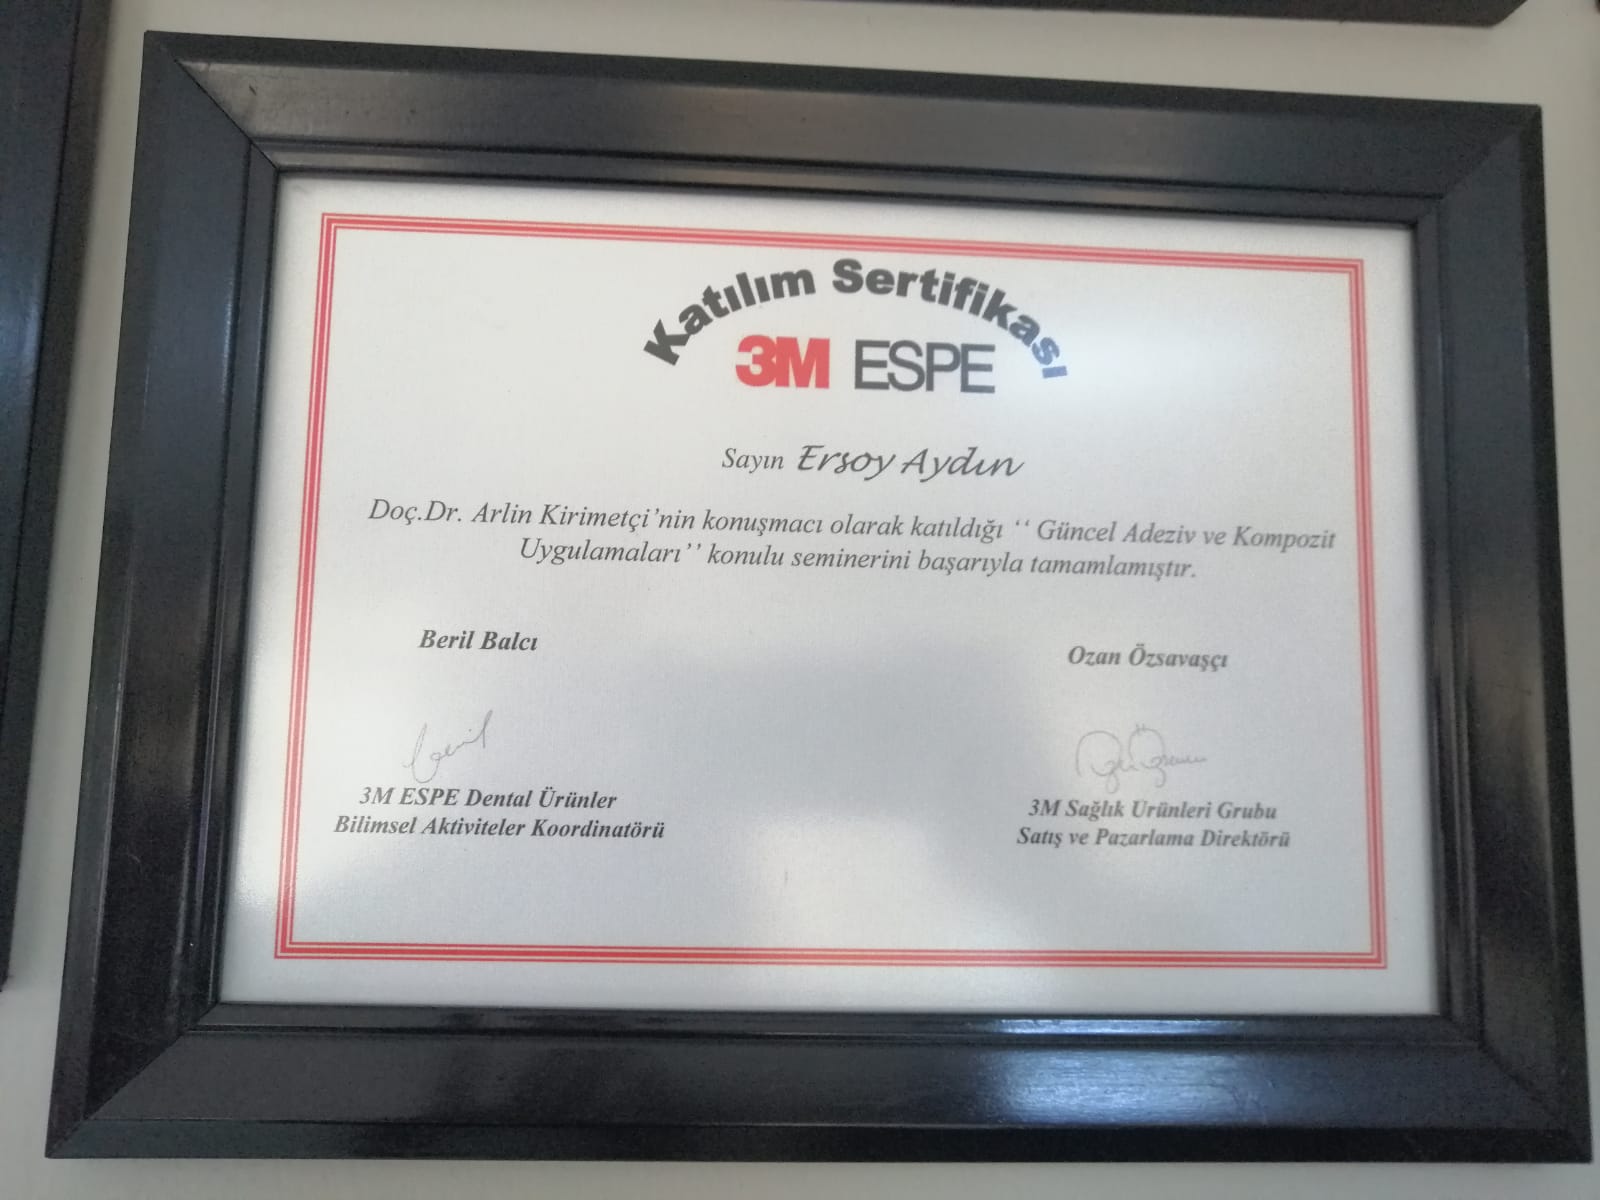 Katılım Sertifikası
3M ESPE
Sayın Ersoy Aydın
Doç.Dr. Arlin Kirimetçi'nin konuşmacı olarak katıldığı '' Güncel Adeziv ve Kompozit
Uygulamaları'' konulu seminerini başarıyla tamamlamıştır.
Beril Balcı
Ozan Özsavaşçı
3M ESPE Dental Ürünler
Bilimsel Aktiviteler Koordinatörü
3M Sağlık Ürünleri Grubu
Satış ve Pazarlama Direktörü